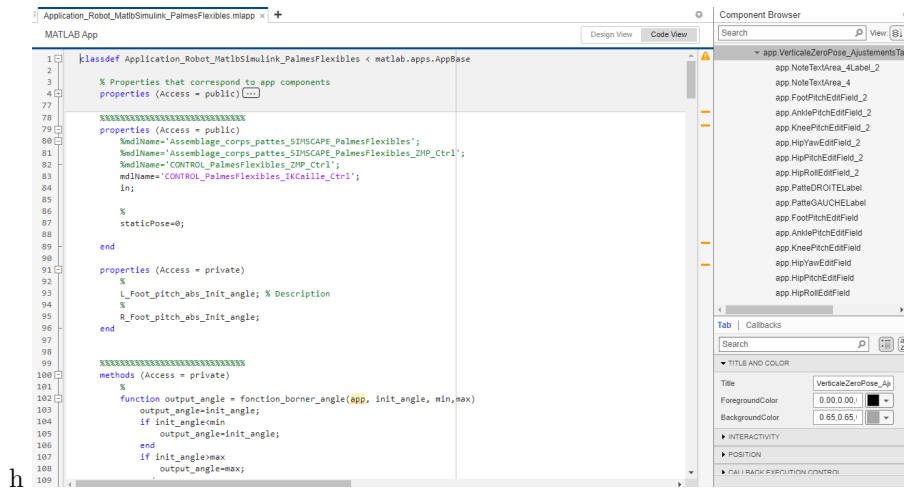 Application_Robot_MatlbSimulink_PalmesFlexibles.mlapp × +
MATLAB App
Design View Code View
1 classdef Application_Robot_MatlbSimulink_PalmesFlexibles < matlab.apps.AppBase
2
3 % Properties that correspond to app components
4 properties (Access = public) ...
77
78 %%%%%%%%%%%%%%%%%%%%%%%%%%%%%
79 properties (Access = public)
80 %mdlName='Assemblage_corps_pattes_SIMSCAPE_PalmesFlexibles';
81 %mdlName='Assemblage_corps_pattes_SIMSCAPE_PalmesFlexibles_ZMP_Ctrl';
82 %mdlName='CONTROL_PalmesFlexibles_ZMP_Ctrl';
83 mdlName='CONTROL_PalmesFlexibles_IKCaille_Ctrl';
84 in;
85
86 %
87 staticPose=0;
88
89 end
90
91 properties (Access = private)
92 %
93 L_Foot_pitch_abs_Init_angle; % Description
94 %
95 R_Foot_pitch_abs_Init_angle;
96 end
97
98
99 %%%%%%%%%%%%%%%%%%%%%%%%%%%%%
100 methods (Access = private)
101 %
102 function output_angle = fonction_borner_angle(app, init_angle, min,max)
103 output_angle=init_angle;
104 if init_angle<min
105 output_angle=init_angle;
106 end
107 if init_angle>max
108 output_angle=max;
109
h
Component Browser
Search View:
app.VerticaleZeroPose_AjustementsTa
app.NoteTextArea_4Label_2
app.NoteTextArea_4
app.FootPitchEditField_2
app.AnklePitchEditField_2
app.KneePitchEditField_2
app.HipYawEditField_2
app.HipPitchEditField_2
app.HipRollEditField_2
app.PatteDROITELabel
app.PatteGAUCHELabel
app.FootPitchEditField
app.AnklePitchEditField
app.KneePitchEditField
app.HipYawEditField
app.HipPitchEditField
app.HipRollEditField
Tab | Callbacks
Search
TITLE AND COLOR
Title VerticaleZeroPose_Aju
ForegroundColor 0.00,0.00,
BackgroundColor 0.65,0.65,
INTERACTIVITY
POSITION
CALLBACK EXECUTION CONTROL